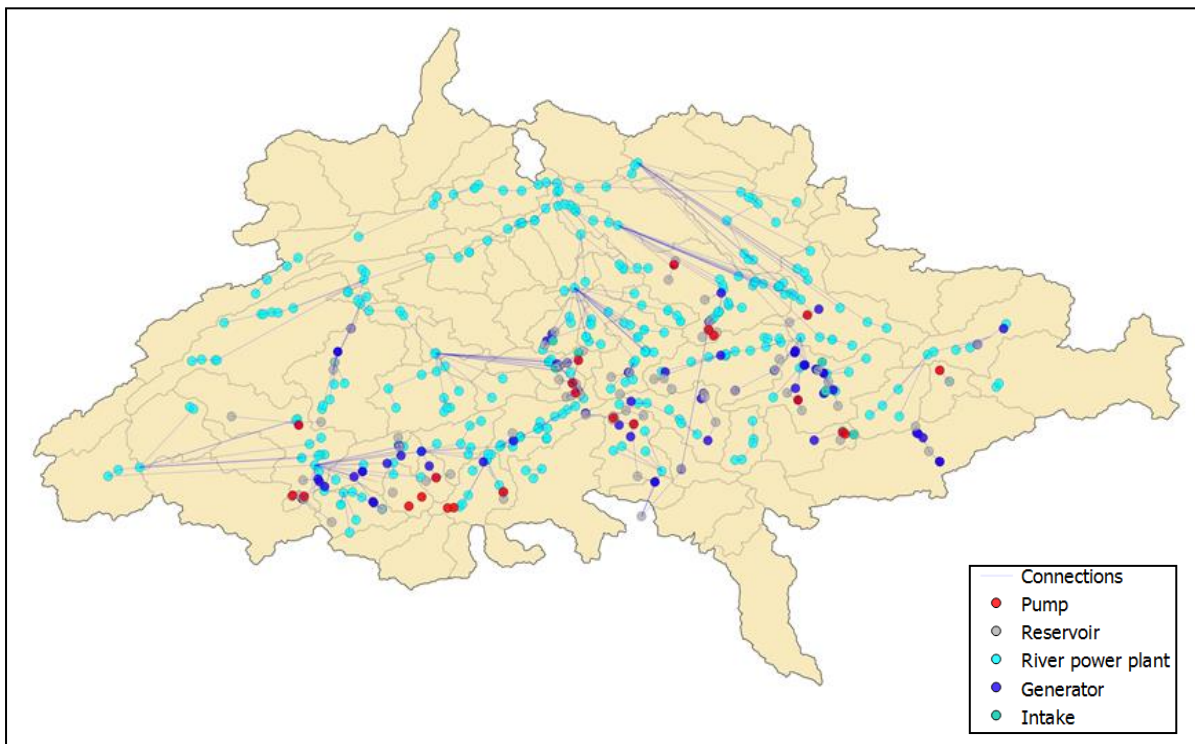 Connections
Pump
Reservoir
River power plant
Generator
Intake